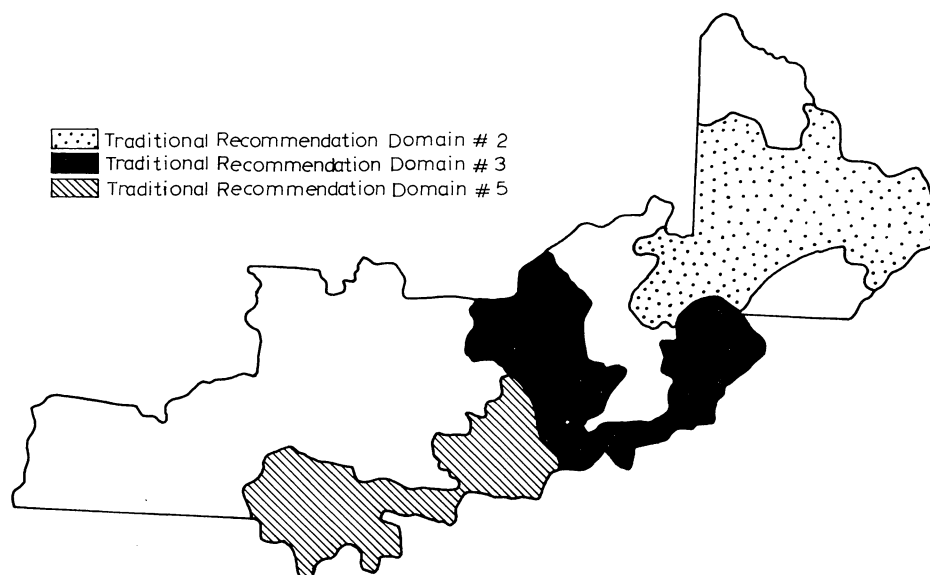 Traditional Recommendation Domain # 2
Traditional Recommendation Domain # 3
Traditional Recommendation Domain # 5